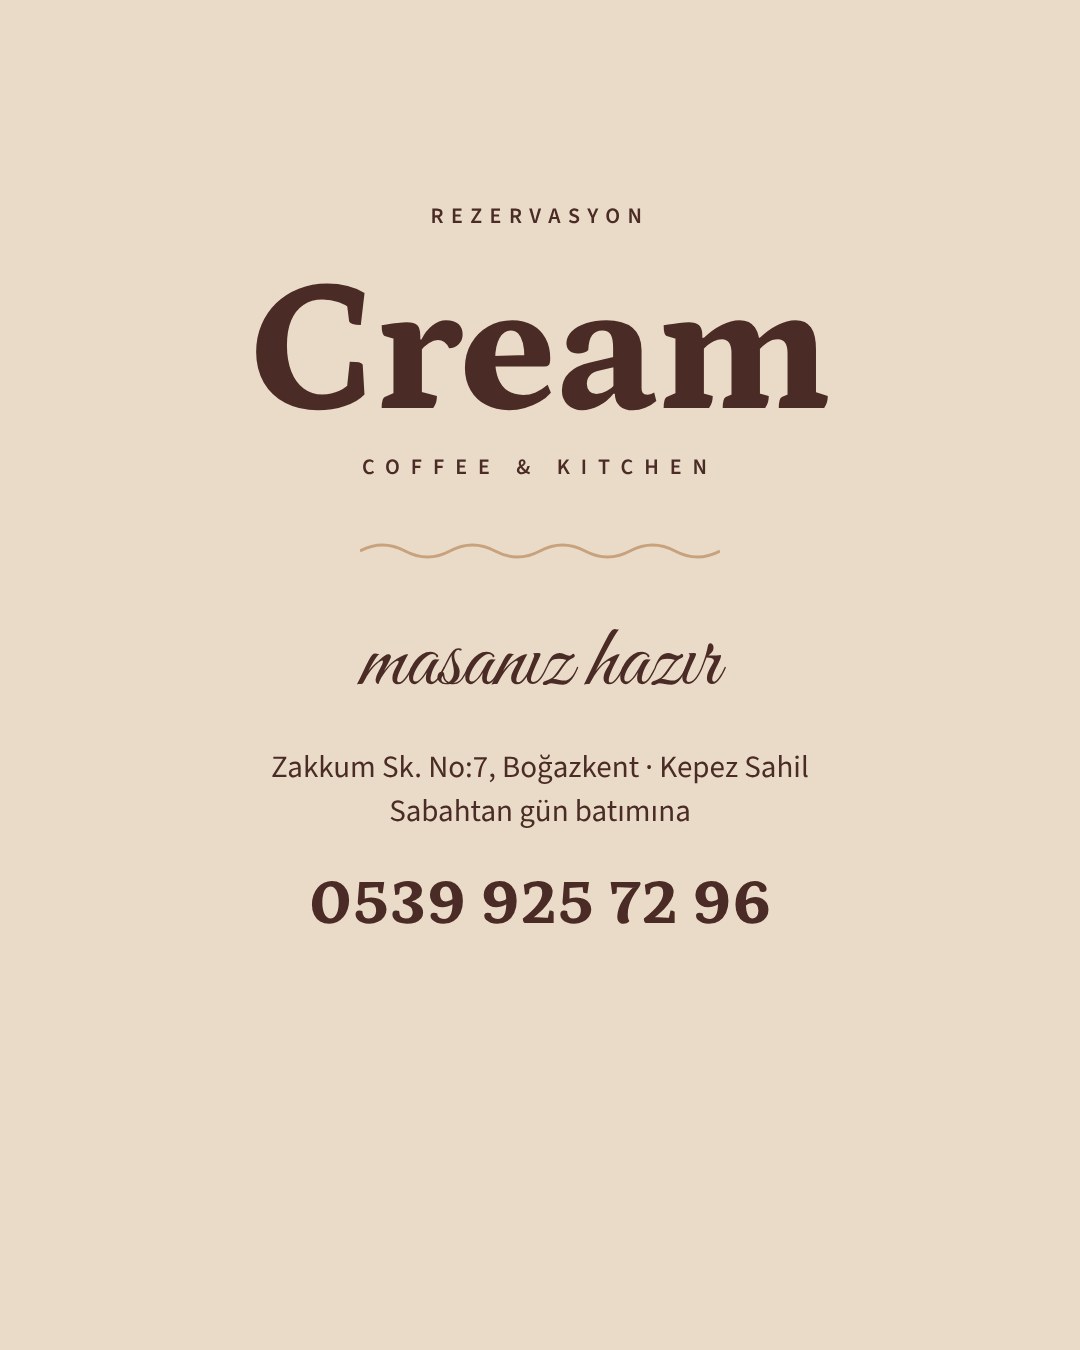 REZERVASYON
Cream
COFFEE & KITCHEN
masanız hazır
Zakkum Sk. No:7, Boğazkent · Kepez Sahil
Sabahtan gün batımına
0539 925 72 96